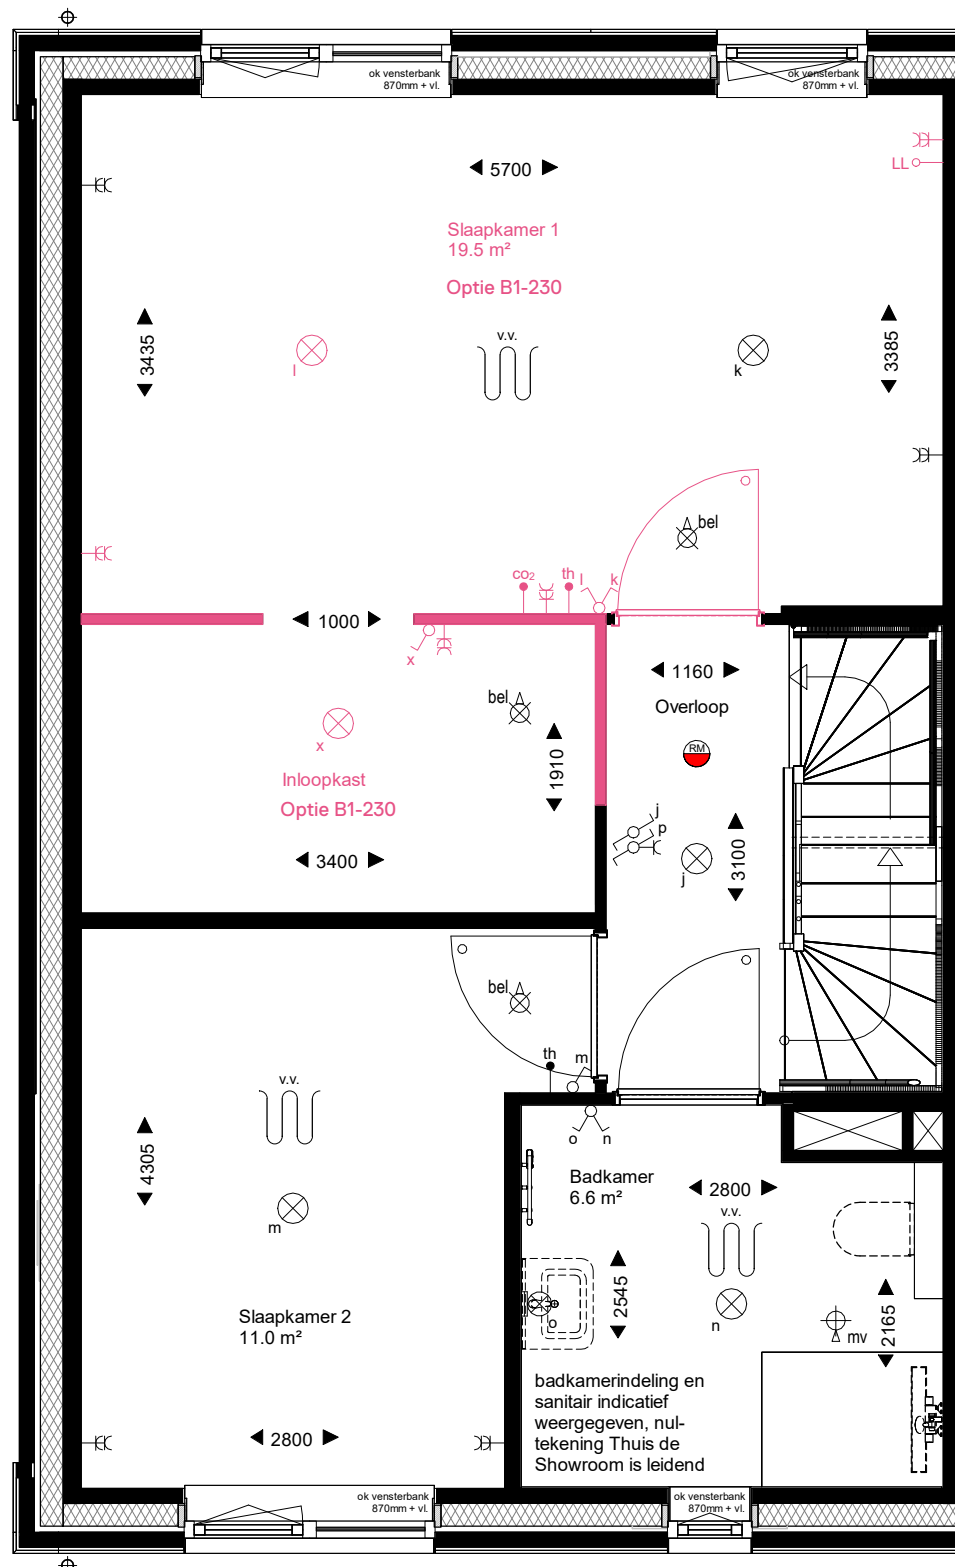 ok vensterbank
870mm + vl.
ok vensterbank
870mm + vl.
5700
LL
Slaapkamer 1
19.5 m²
Optie B1-230
3435
v.v.
3385
l
k
bel
co₂
th
l
k
1000
x
1160
Overloop
bel
x
RM
1910
Inloopkast
Optie B1-230
j
p
3100
3400
j
bel
th
m
v.v.
o
n
4305
Badkamer
6.6 m²
2800
v.v.
m
2545
Slaapkamer 2
11.0 m²
o
n
mv
2165
badkamerindeling en
sanitair indicatief
weergegeven, nul-
tekening Thuis de
Showroom is leidend
2800
ok vensterbank
870mm + vl.
ok vensterbank
870mm + vl.